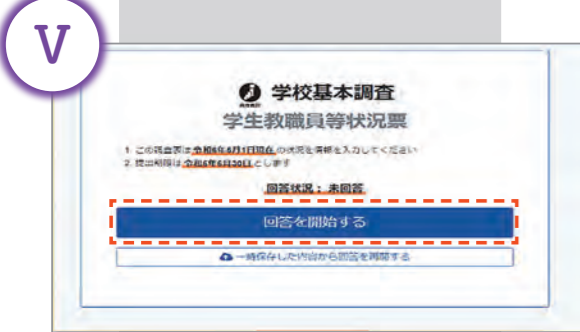 V
学校基本調査
学生教職員等状況票
1. この調査票は令和6年5月1日現在の状況を情報を入力してください
2. 提出期限は令和6年6月30日とします
回答状況： 未回答
回答を開始する
一時保存した内容から回答を再開する